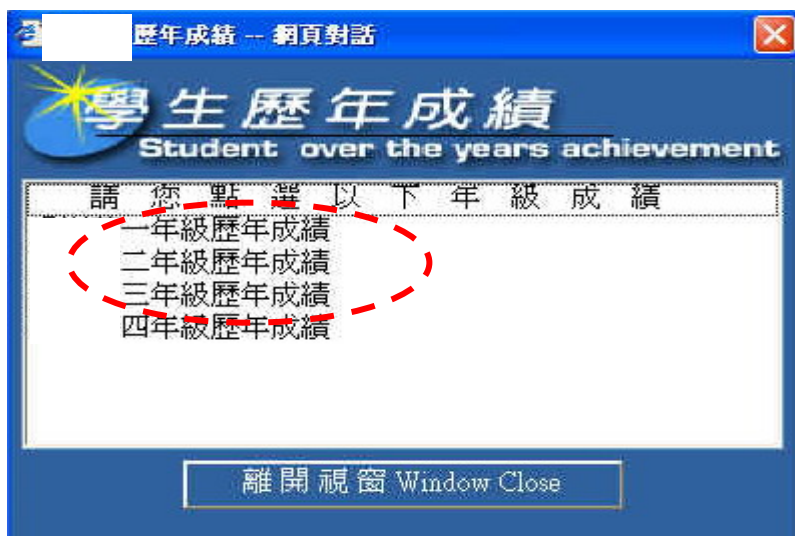 歷年成績 -- 網頁對話
學生歷年成績
Student over the years achievement
請您點選以下年級成績
一年級歷年成績
二年級歷年成績
三年級歷年成績
四年級歷年成績
離開視窗 Window Close